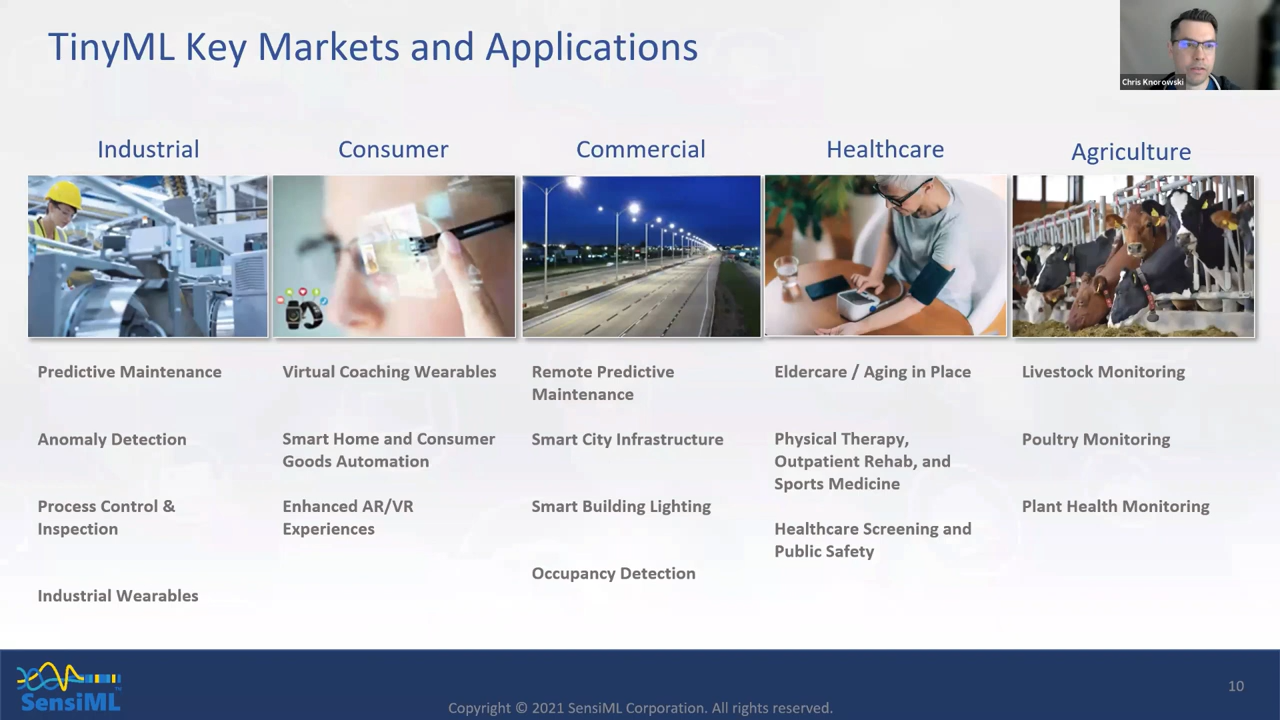 TinyML Key Markets and Applications
Chris Knorowski
Industrial
Predictive Maintenance
Anomaly Detection
Process Control &
Inspection
Industrial Wearables
Consumer
Virtual Coaching Wearables
Smart Home and Consumer
Goods Automation
Enhanced AR/VR
Experiences
Commercial
Remote Predictive
Maintenance
Smart City Infrastructure
Smart Building Lighting
Occupancy Detection
Healthcare
Eldercare / Aging in Place
Physical Therapy,
Outpatient Rehab, and
Sports Medicine
Healthcare Screening and
Public Safety
Agriculture
Livestock Monitoring
Poultry Monitoring
Plant Health Monitoring
SensiML™
Copyright © 2021 SensiML Corporation. All rights reserved.
10